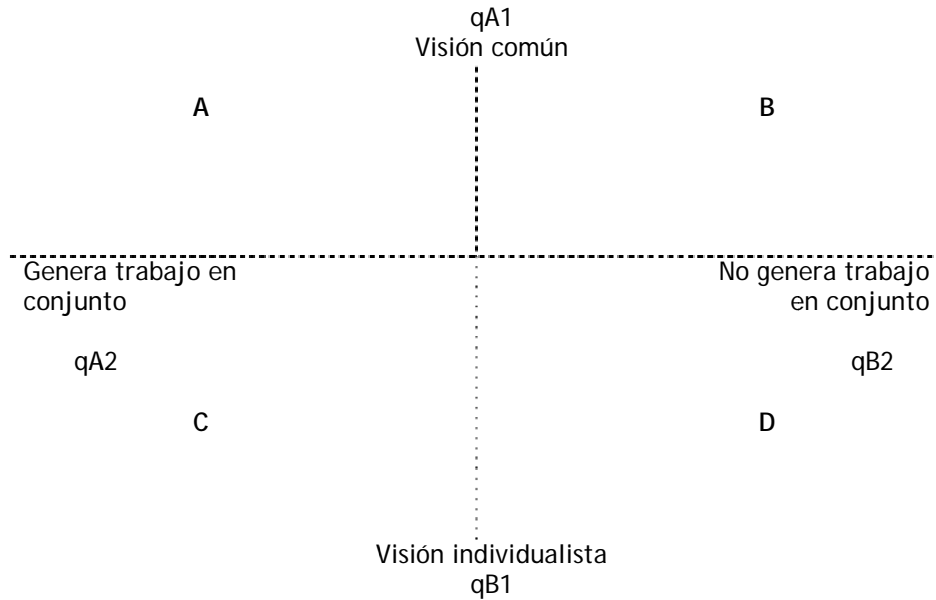 qA1
Visión común
A
B
Genera trabajo en
conjunto
No genera trabajo
en conjunto
qA2
qB2
C
D
Visión individualista
qB1